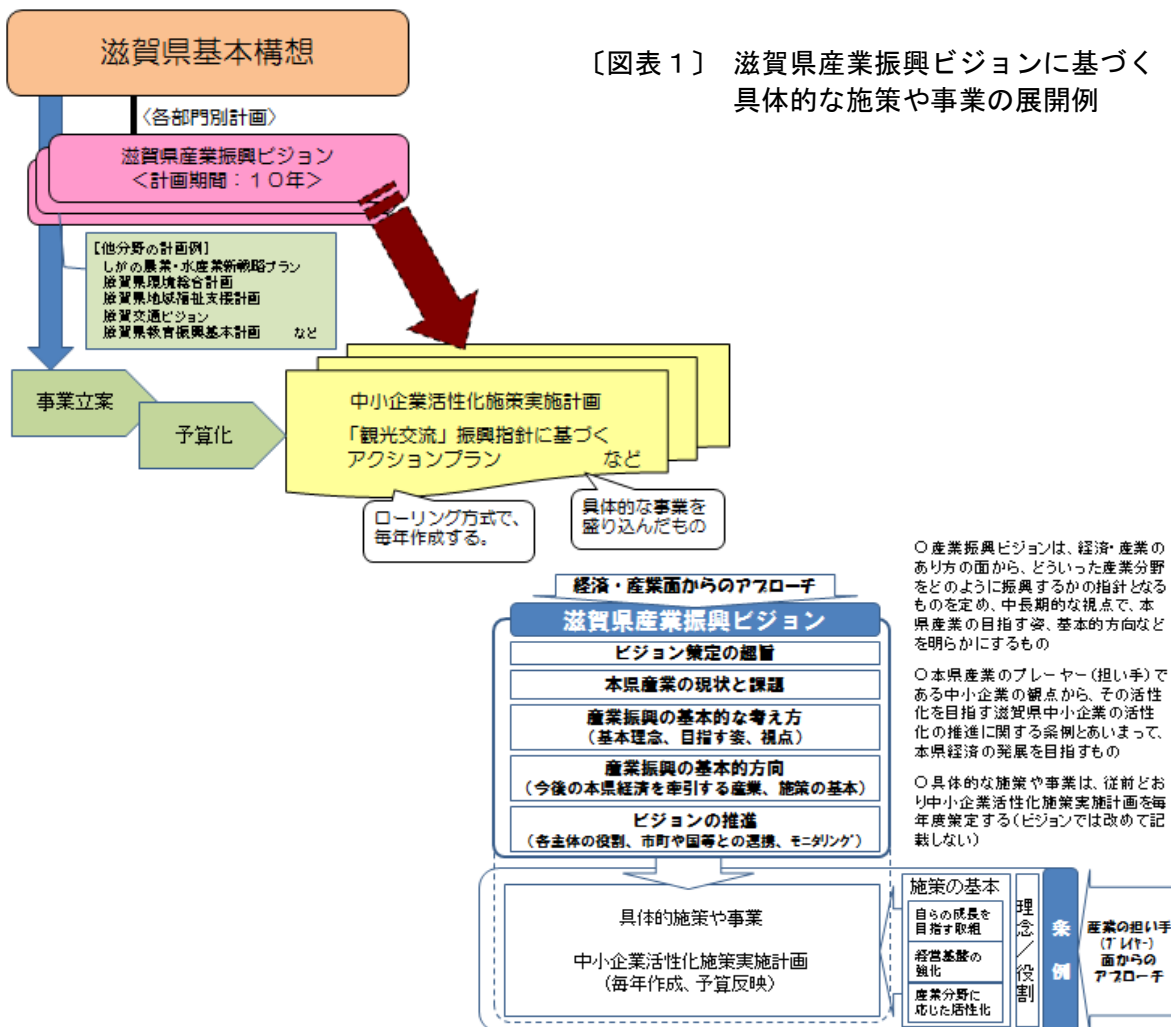 滋賀県基本構想
〔図表１〕 滋賀県産業振興ビジョンに基づく
具体的な施策や事業の展開例
〈各部門別計画〉
滋賀県産業振興ビジョン
＜計画期間：１０年＞
【他分野の計画例】
しがの農業・水産業新戦略プラン
滋賀県環境総合計画
滋賀県地域福祉支援計画
滋賀交通ビジョン
滋賀県教育振興基本計画 など
事業立案
予算化
中小企業活性化施策実施計画
「観光交流」振興指針に基づく
アクションプラン など
ローリング方式で、
毎年作成する。
具体的な事業を
盛り込んだもの
経済・産業面からのアプローチ
滋賀県産業振興ビジョン
ビジョン策定の趣旨
本県産業の現状と課題
産業振興の基本的な考え方
（基本理念、目指す姿、視点）
産業振興の基本的方向
（今後の本県経済を牽引する産業、施策の基本）
ビジョンの推進
（各主体の役割、市町や国等との連携、ﾓﾆﾀﾘﾝｸﾞ）
○産業振興ビジョンは、経済・産業の
あり方の面から、どういった産業分野
をどのように振興するかの指針となる
ものを定め、中長期的な視点で、本
県産業の目指す姿、基本的方向など
を明らかにするもの
○本県産業のプレーヤー（担い手）で
ある中小企業の観点から、その活性
化を目指す滋賀県中小企業の活性
化の推進に関する条例とあいまって、
本県経済の発展を目指すもの
○具体的な施策や事業は、従前どお
り中小企業活性化施策実施計画を毎
年度策定する（ビジョンでは改めて記
載しない）
具体的施策や事業
中小企業活性化施策実施計画
（毎年作成、予算反映）
施策の基本
自らの成長を
目指す取組
経営基盤の
強化
産業分野に
応じた活性化
理念／役割
条例
産業の担い手
（ﾌﾟﾚｲﾔｰ）
面からの
アプローチ